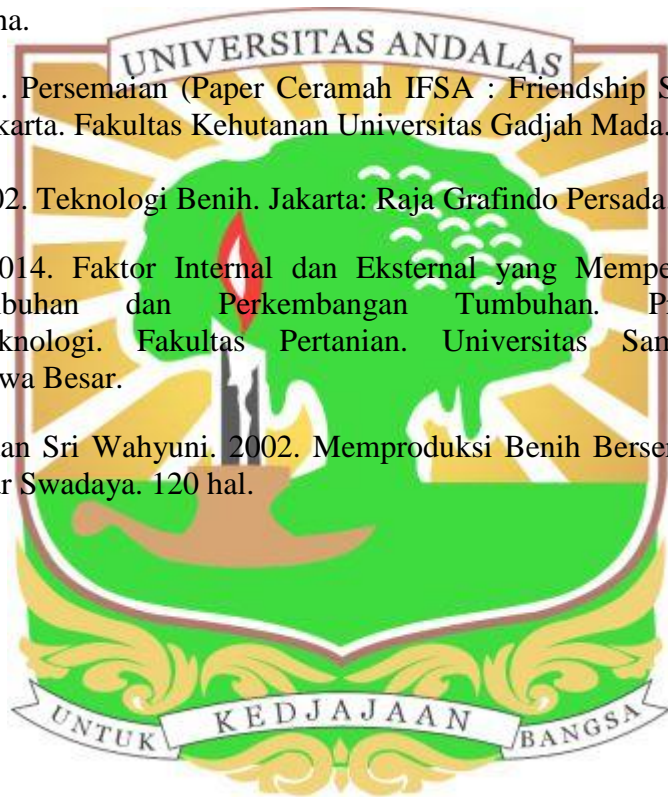 na.
UNIVERSITAS ANDALAS
. Persemaian (Paper Ceramah IFSA : Friendship S
karta. Fakultas Kehutanan Universitas Gadjah Mada.
02. Teknologi Benih. Jakarta: Raja Grafindo Persada
2014. Faktor Internal dan Eksternal yang Mempe
buhan dan Perkembangan Tumbuhan. P
knologi. Fakultas Pertanian. Universitas Sam
wa Besar.
an Sri Wahyuni. 2002. Memproduksi Benih Berse
r Swadaya. 120 hal.
UNTUK KEDJAJAAN BANGSA